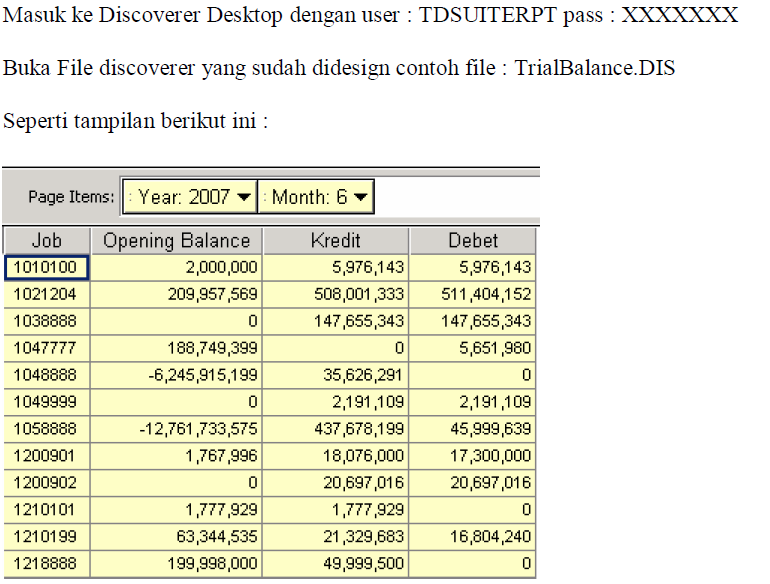 Masuk ke Discoverer Desktop dengan user : TDSUITERPT pass : XXXXXXX
Buka File discoverer yang sudah didesign contoh file : TrialBalance.DIS
Seperti tampilan berikut ini :
Page Items: : Year: 2007 : Month: 6
Job Opening Balance Kredit Debet
1010100 2,000,000 5,976,143 5,976,143
1021204 209,957,569 508,001,333 511,404,152
1038888 0 147,655,343 147,655,343
1047777 188,749,399 0 5,651,980
1048888 -6,245,915,199 35,626,291 0
1049999 0 2,191,109 2,191,109
1058888 -12,761,733,575 437,678,199 45,999,639
1200901 1,767,996 18,076,000 17,300,000
1200902 0 20,697,016 20,697,016
1210101 1,777,929 1,777,929 0
1210199 63,344,535 21,329,683 16,804,240
1218888 199,998,000 49,999,500 0